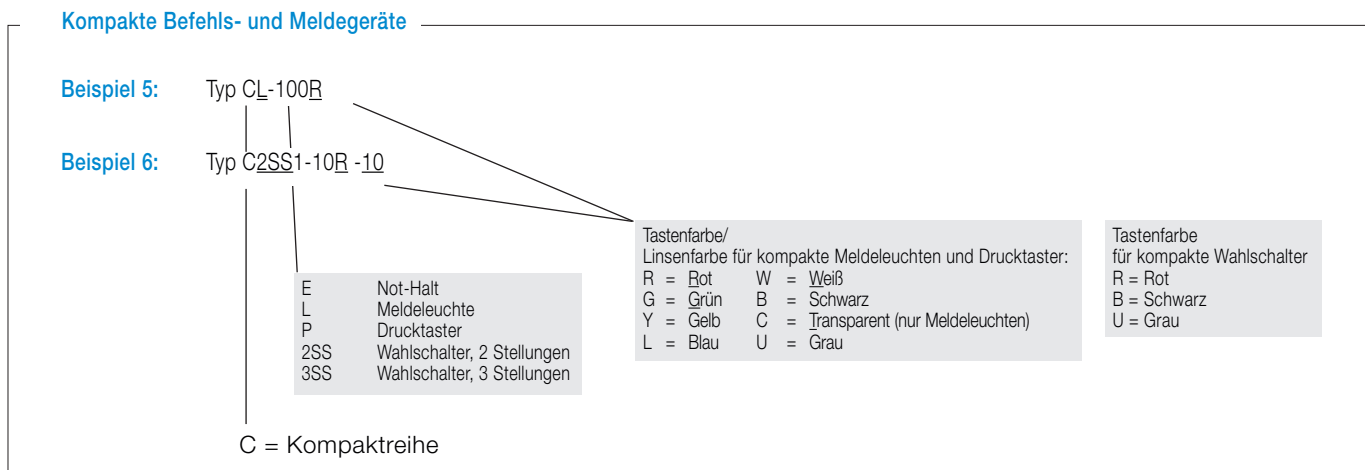 Kompakte Befehls- und Meldegeräte
Beispiel 5: Typ CL-100R
Beispiel 6: Typ C2SS1-10R -10
E Not-Halt
L Meldeleuchte
P Drucktaster
2SS Wahlschalter, 2 Stellungen
3SS Wahlschalter, 3 Stellungen
Tastenfarbe/
Linsenfarbe für kompakte Meldeleuchten und Drucktaster:
R = Rot W = Weiß
G = Grün B = Schwarz
Y = Gelb C = Transparent (nur Meldeleuchten)
L = Blau U = Grau
Tastenfarbe
für kompakte Wahlschalter
R = Rot
B = Schwarz
U = Grau
C = Kompaktreihe